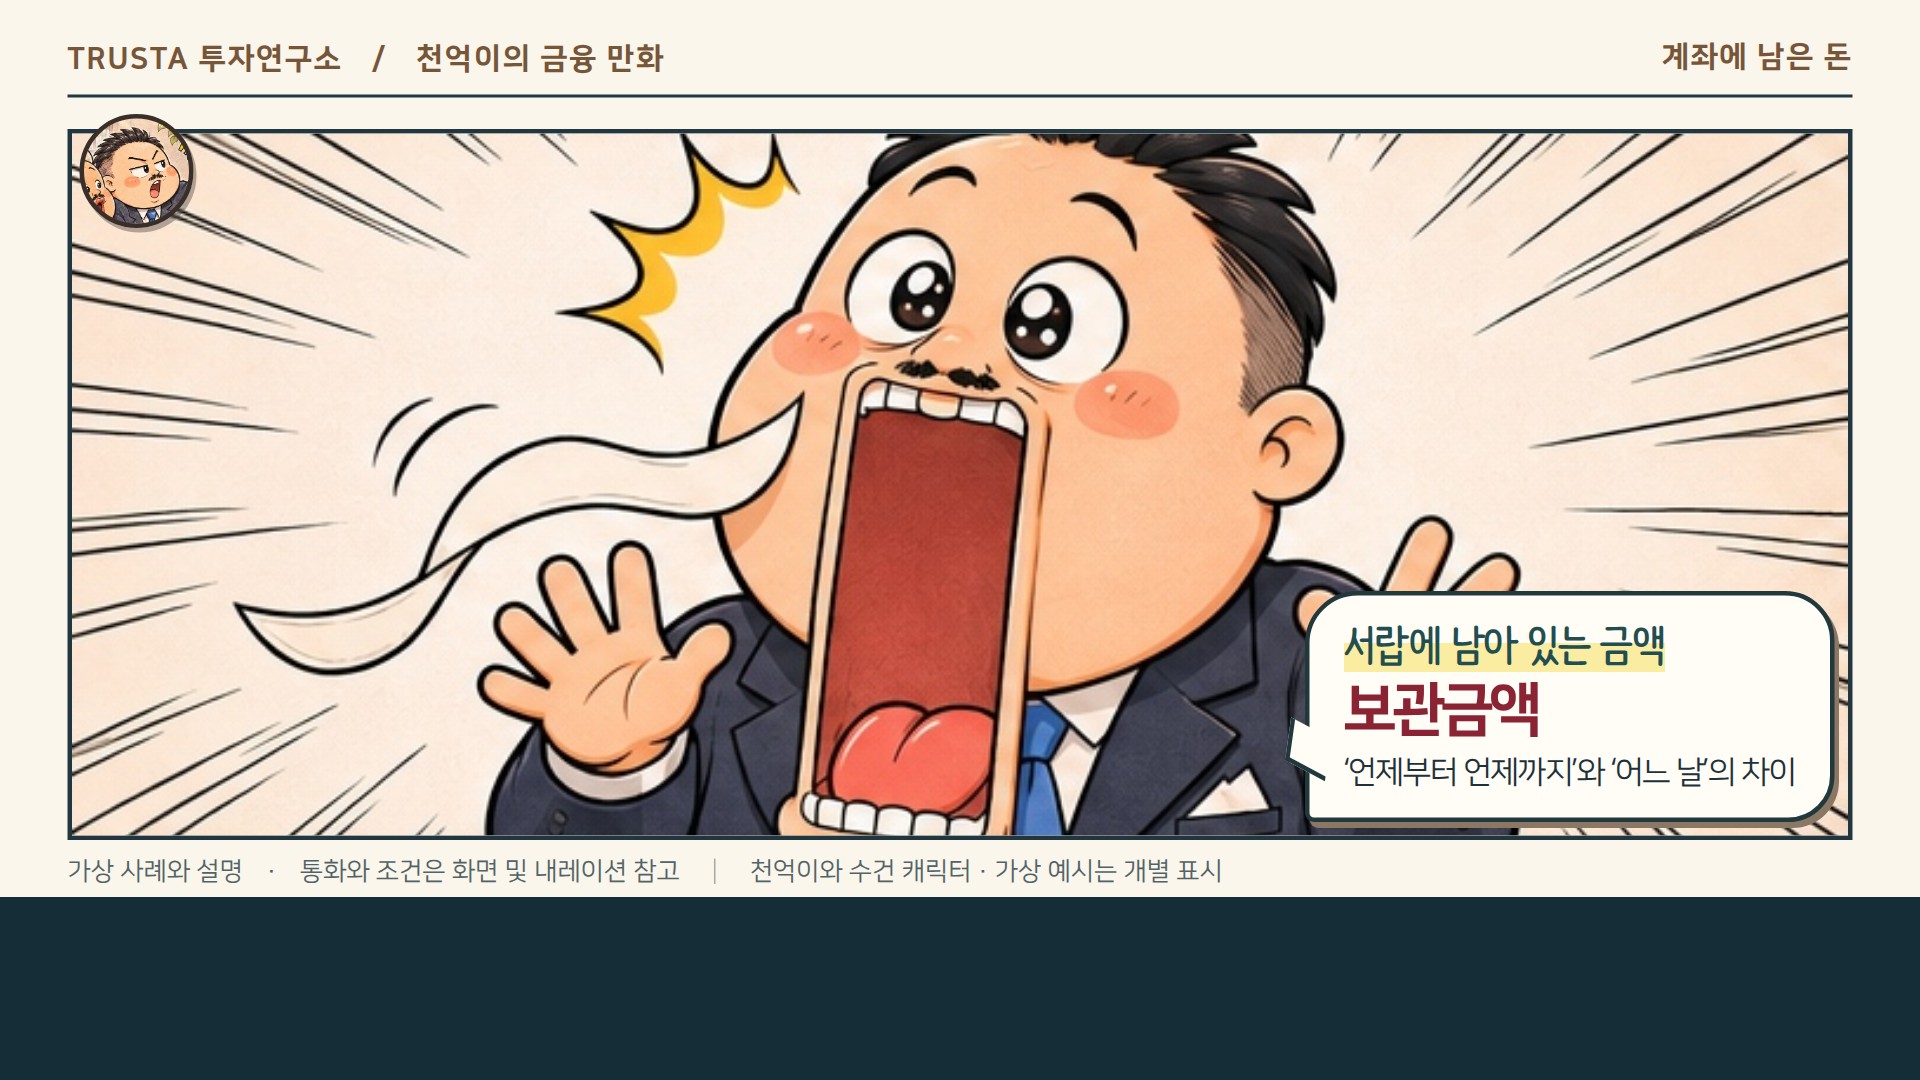 TRUSTA 투자연구소 / 천억이의 금융 만화
계좌에 남은 돈
서랍에 남아 있는 금액
보관금액
‘언제부터 언제까지’와 ‘어느 날’의 차이
가상 사례와 설명 · 통화와 조건은 화면 및 내레이션 참고 | 천억이와 수건 캐릭터 · 가상 예시는 개별 표시